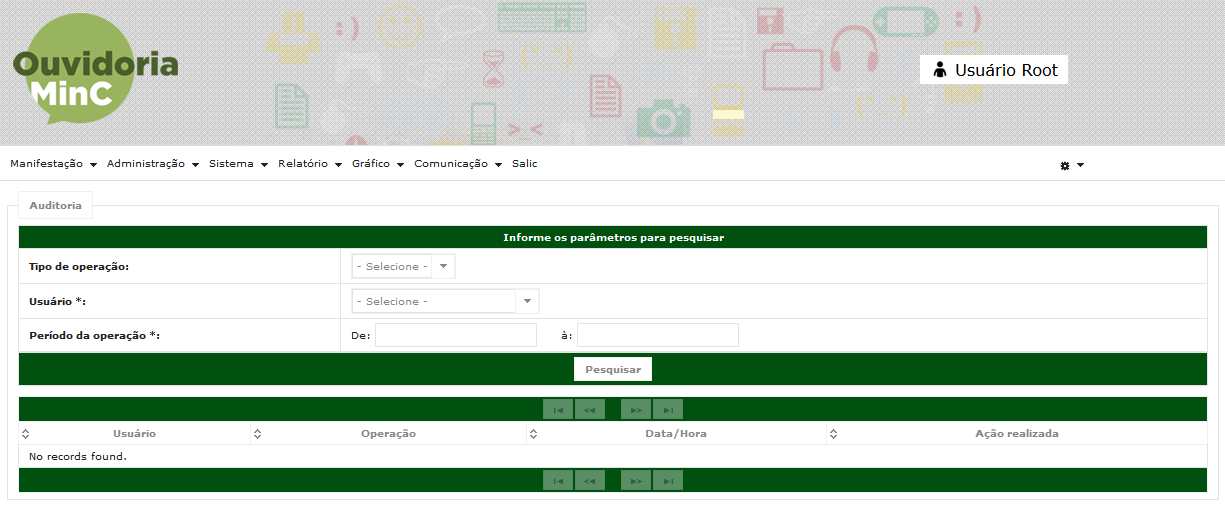 Ouvidoria
MinC
Usuário Root
Manifestação Administração Sistema Relatório Gráfico Comunicação Salic
Auditoria
Informe os parâmetros para pesquisar
Tipo de operação: - Selecione -
Usuário *: - Selecione -
Período da operação *: De: à:
Pesquisar
Usuário Operação Data/Hora Ação realizada
No records found.